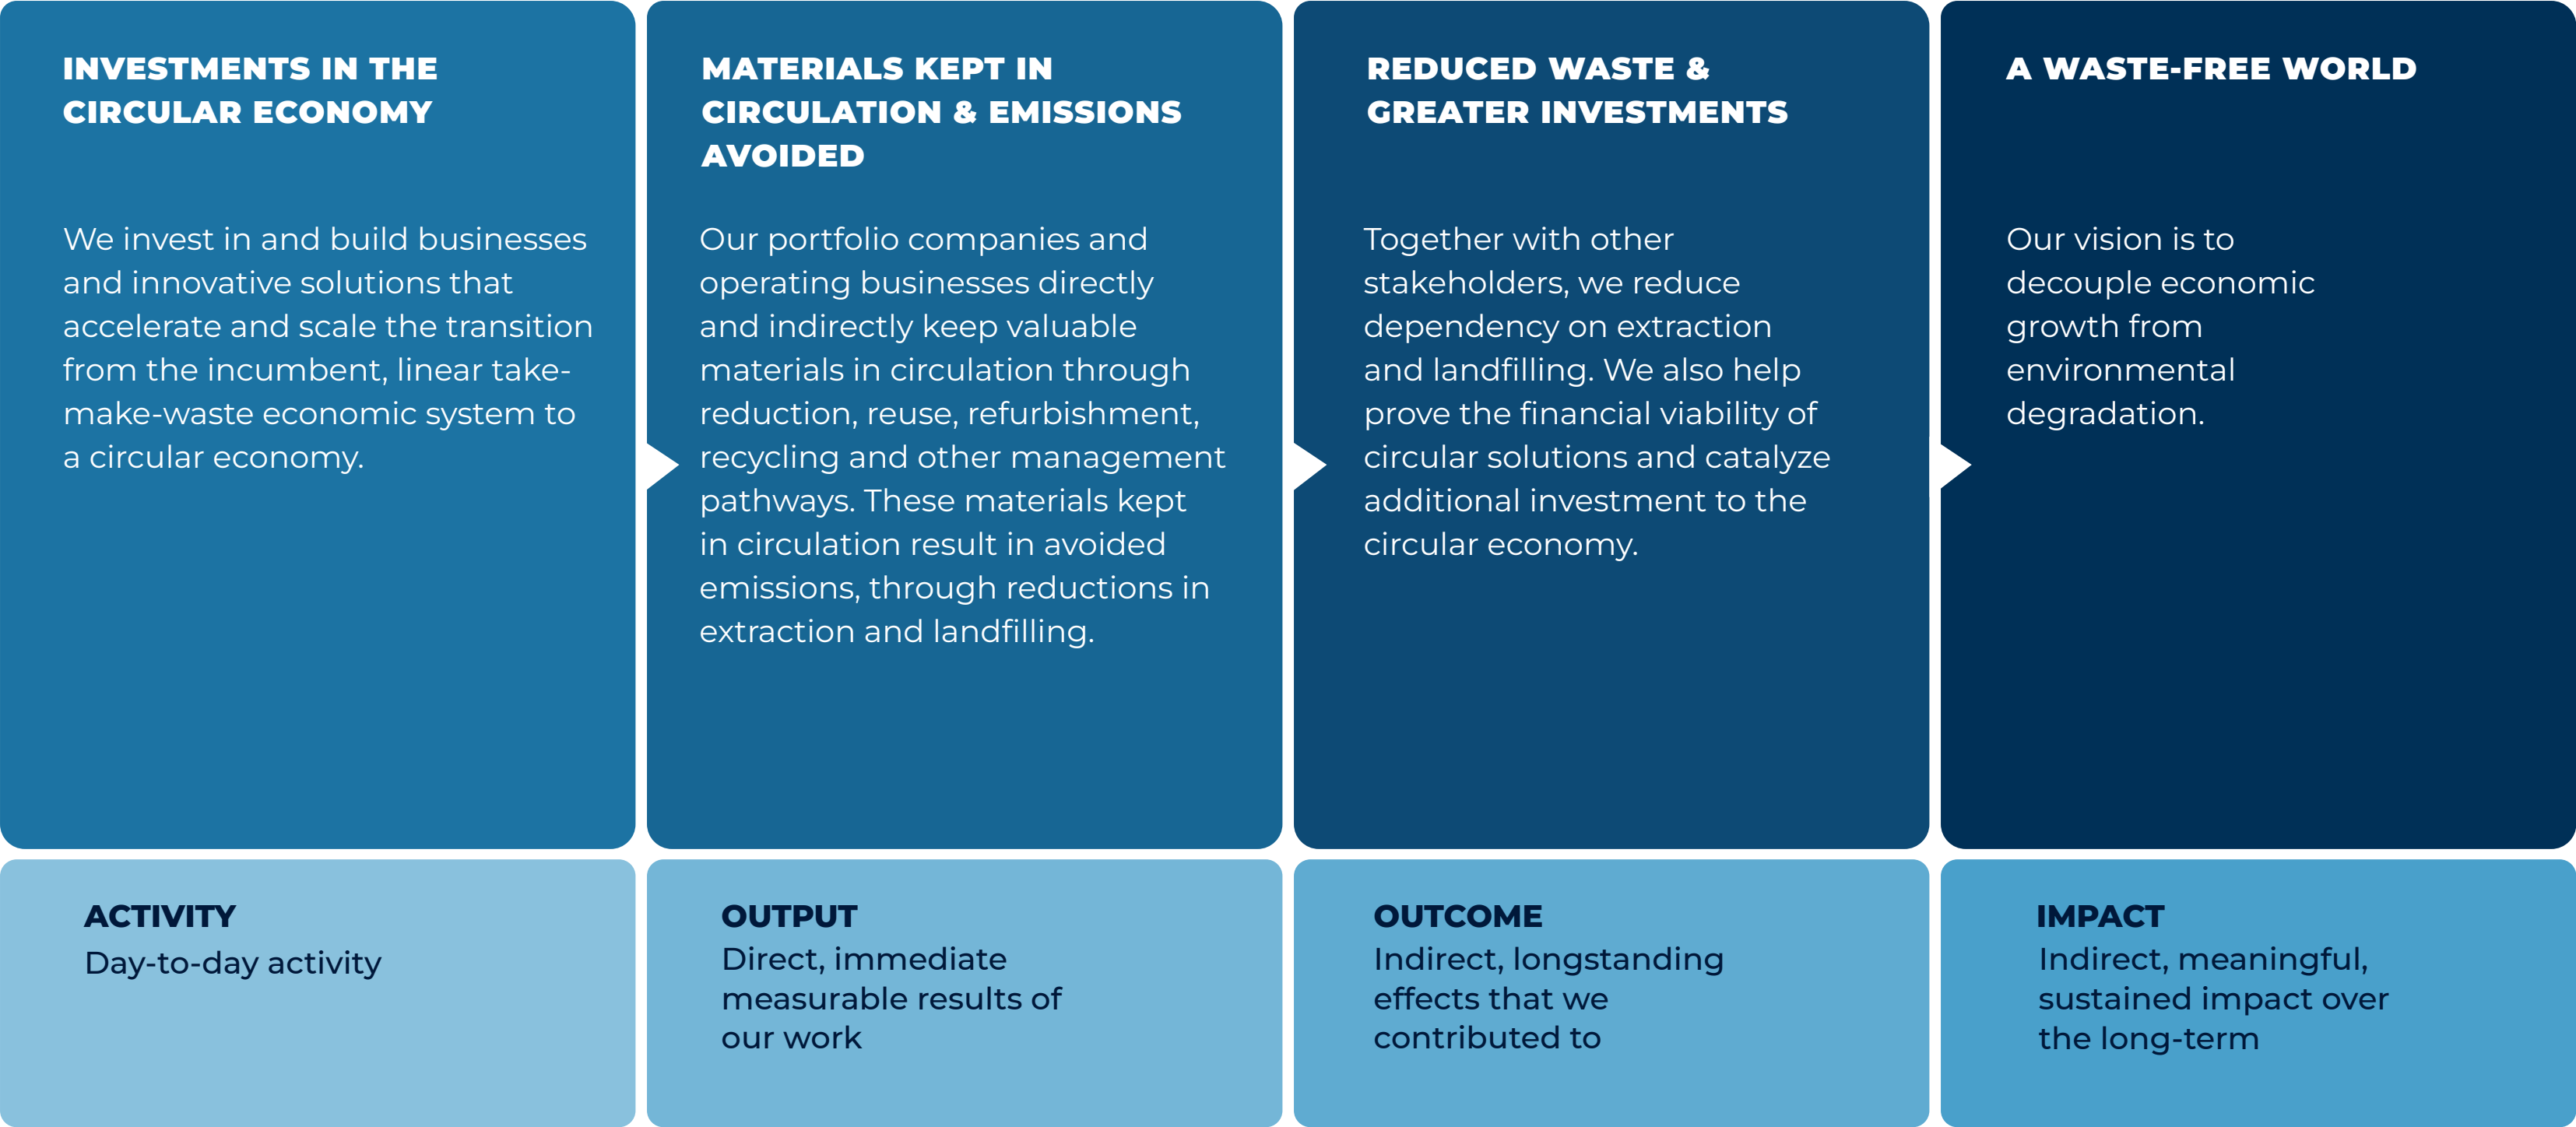 INVESTMENTS IN THE
CIRCULAR ECONOMY
We invest in and build businesses
and innovative solutions that
accelerate and scale the transition
from the incumbent, linear take-
make-waste economic system to
a circular economy.
MATERIALS KEPT IN
CIRCULATION & EMISSIONS
AVOIDED
Our portfolio companies and
operating businesses directly
and indirectly keep valuable
materials in circulation through
reduction, reuse, refurbishment,
recycling and other management
pathways. These materials kept
in circulation result in avoided
emissions, through reductions in
extraction and landfilling.
REDUCED WASTE &
GREATER INVESTMENTS
Together with other
stakeholders, we reduce
dependency on extraction
and landfilling. We also help
prove the financial viability of
circular solutions and catalyze
additional investment to the
circular economy.
A WASTE-FREE WORLD
Our vision is to
decouple economic
growth from
environmental
degradation.
ACTIVITY
Day-to-day activity
OUTPUT
Direct, immediate
measurable results of
our work
OUTCOME
Indirect, longstanding
effects that we
contributed to
IMPACT
Indirect, meaningful,
sustained impact over
the long-term